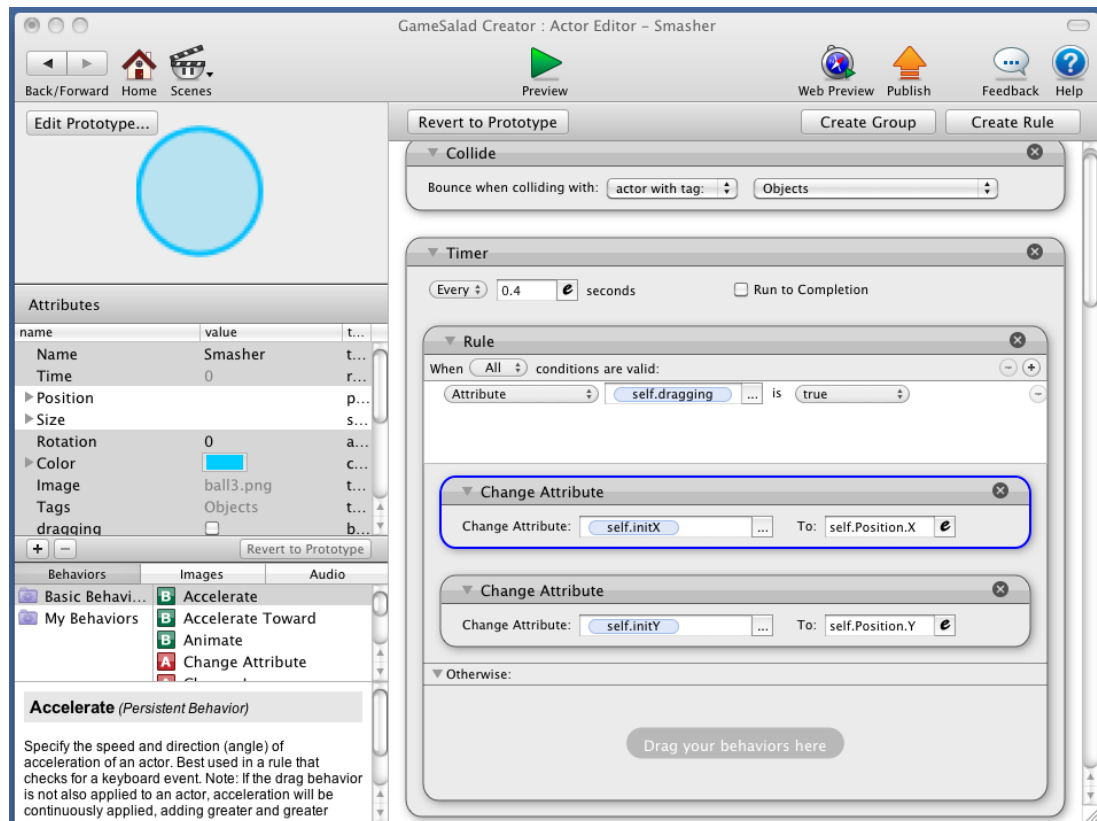 GameSalad Creator : Actor Editor – Smasher
Back/Forward Home Scenes Preview Web Preview Publish Feedback Help
Edit Prototype...
Revert to Prototype Create Group Create Rule
Collide
Bounce when colliding with: actor with tag: Objects
Timer
Every 0.4 e seconds Run to Completion
Rule
When All conditions are valid:
Attribute self.dragging ... is true
Change Attribute
Change Attribute: self.initX ... To: self.Position.X e
Change Attribute
Change Attribute: self.initY ... To: self.Position.Y e
Otherwise:
Drag your behaviors here
Attributes
name value t...
Name Smasher t...
Time 0 r...
Position p...
Size s...
Rotation 0 a...
Color c...
Image ball3.png t...
Tags Objects t...
dragging b...
+ − Revert to Prototype
Behaviors Images Audio
Basic Behavi...
My Behaviors
B Accelerate
B Accelerate Toward
B Animate
A Change Attribute
Accelerate (Persistent Behavior)
Specify the speed and direction (angle) of
acceleration of an actor. Best used in a rule that
checks for a keyboard event. Note: If the drag behavior
is not also applied to an actor, acceleration will be
continuously applied, adding greater and greater